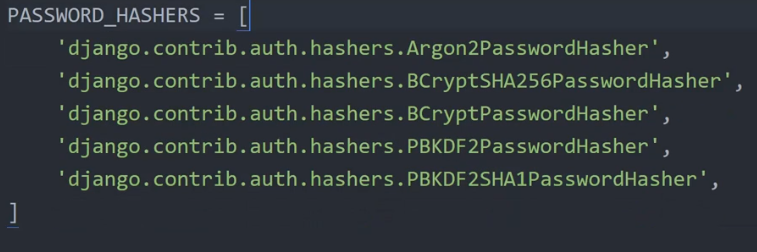 PASSWORD_HASHERS = [
    'django.contrib.auth.hashers.Argon2PasswordHasher',
    'django.contrib.auth.hashers.BCryptSHA256PasswordHasher',
    'django.contrib.auth.hashers.BCryptPasswordHasher',
    'django.contrib.auth.hashers.PBKDF2PasswordHasher',
    'django.contrib.auth.hashers.PBKDF2SHA1PasswordHasher',
]